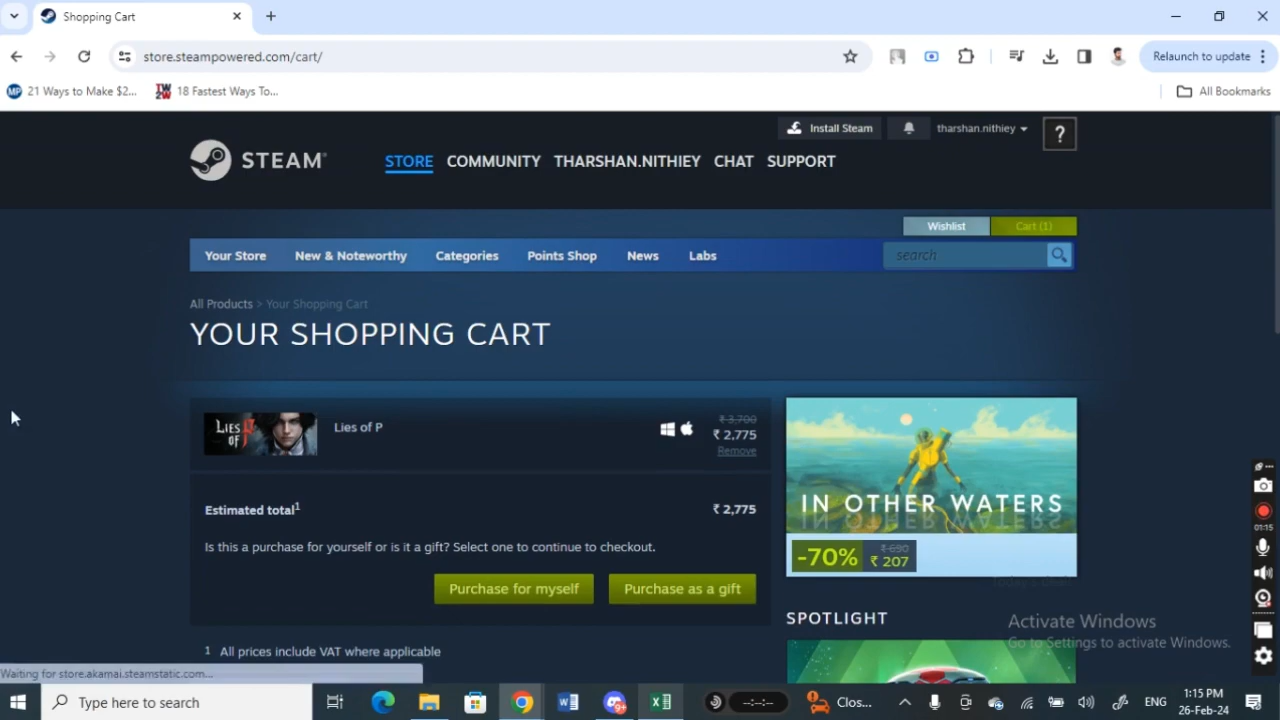 Shopping Cart
store.steampowered.com/cart/
Relaunch to update
21 Ways to Make $2...
18 Fastest Ways To...
All Bookmarks
Install Steam
tharshan.nithiey
?
STEAM
STORE COMMUNITY THARSHAN.NITHIEY CHAT SUPPORT
Wishlist
Cart (1)
Your Store New & Noteworthy Categories Points Shop News Labs
search
All Products > Your Shopping Cart
YOUR SHOPPING CART
LIES OF P
Lies of P
₹ 3,700
₹ 2,775
Remove
IN OTHER WATERS
Estimated total¹
₹ 2,775
Is this a purchase for yourself or is it a gift? Select one to continue to checkout.
-70%
₹ 690
₹ 207
Purchase for myself
Purchase as a gift
SPOTLIGHT
Activate Windows
Go to Settings to activate Windows.
1 All prices include VAT where applicable
Waiting for store.akamai.steamstatic.com...
01:15
Type here to search
--:--:--
Clos...
ENG
1:15 PM
26-Feb-24